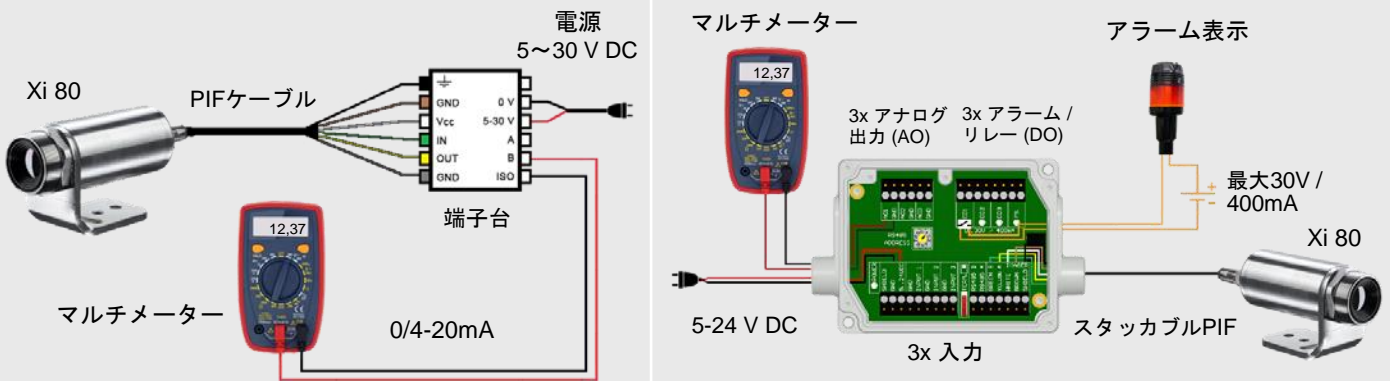 電源
5〜30 V DC
Xi 80
PIFケーブル
GND
Vcc
IN
OUT
GND
0 V
5-30 V
A
B
ISO
端子台
12,37
マルチメーター
0/4-20mA
マルチメーター
12,37
アラーム表示
3x アナログ
出力 (AO)
3x アラーム /
リレー (DO)
最大30V /
400mA
Xi 80
RS485
ADDRESS
5-24 V DC
3x 入力
スタッカブルPIF